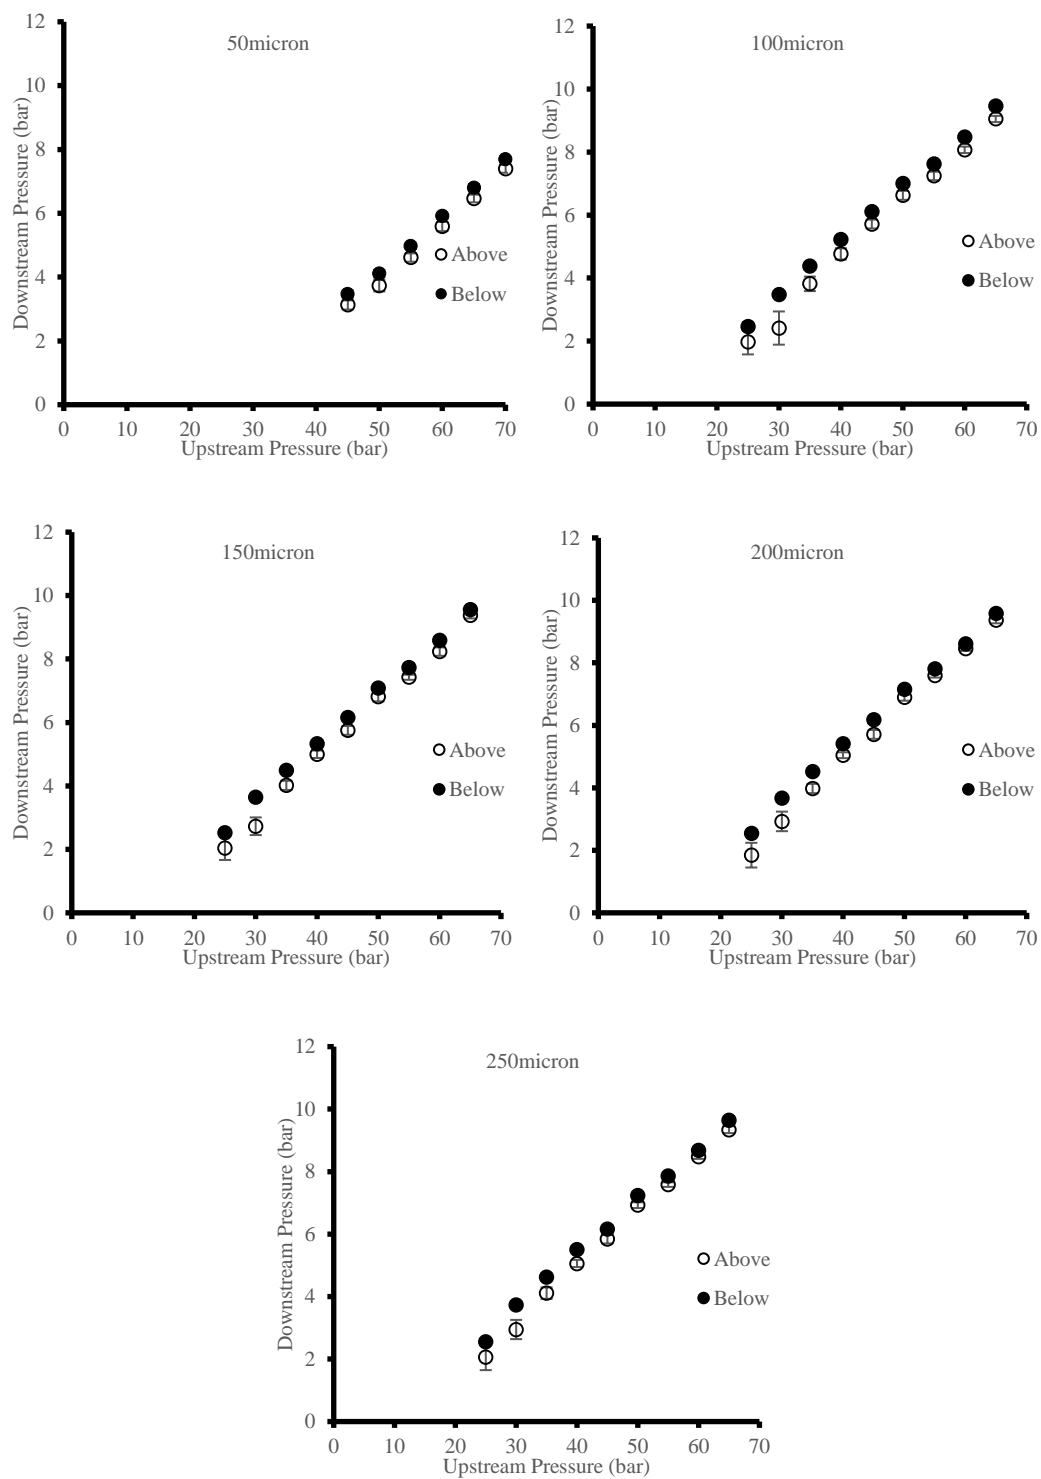 50micron
Downstream Pressure (bar)
12
10
8
6
4
2
0
0 10 20 30 40 50 60 70
Upstream Pressure (bar)
Above
Below
100micron
Downstream Pressure (bar)
12
10
8
6
4
2
0
0 10 20 30 40 50 60 70
Upstream Pressure (bar)
Above
Below
150micron
Downstream Pressure (bar)
12
10
8
6
4
2
0
0 10 20 30 40 50 60 70
Upstream Pressure (bar)
Above
Below
200micron
Downstream Pressure (bar)
12
10
8
6
4
2
0
0 10 20 30 40 50 60 70
Upstream Pressure (bar)
Above
Below
250micron
Downstream Pressure (bar)
12
10
8
6
4
2
0
0 10 20 30 40 50 60 70
Upstream Pressure (bar)
Above
Below